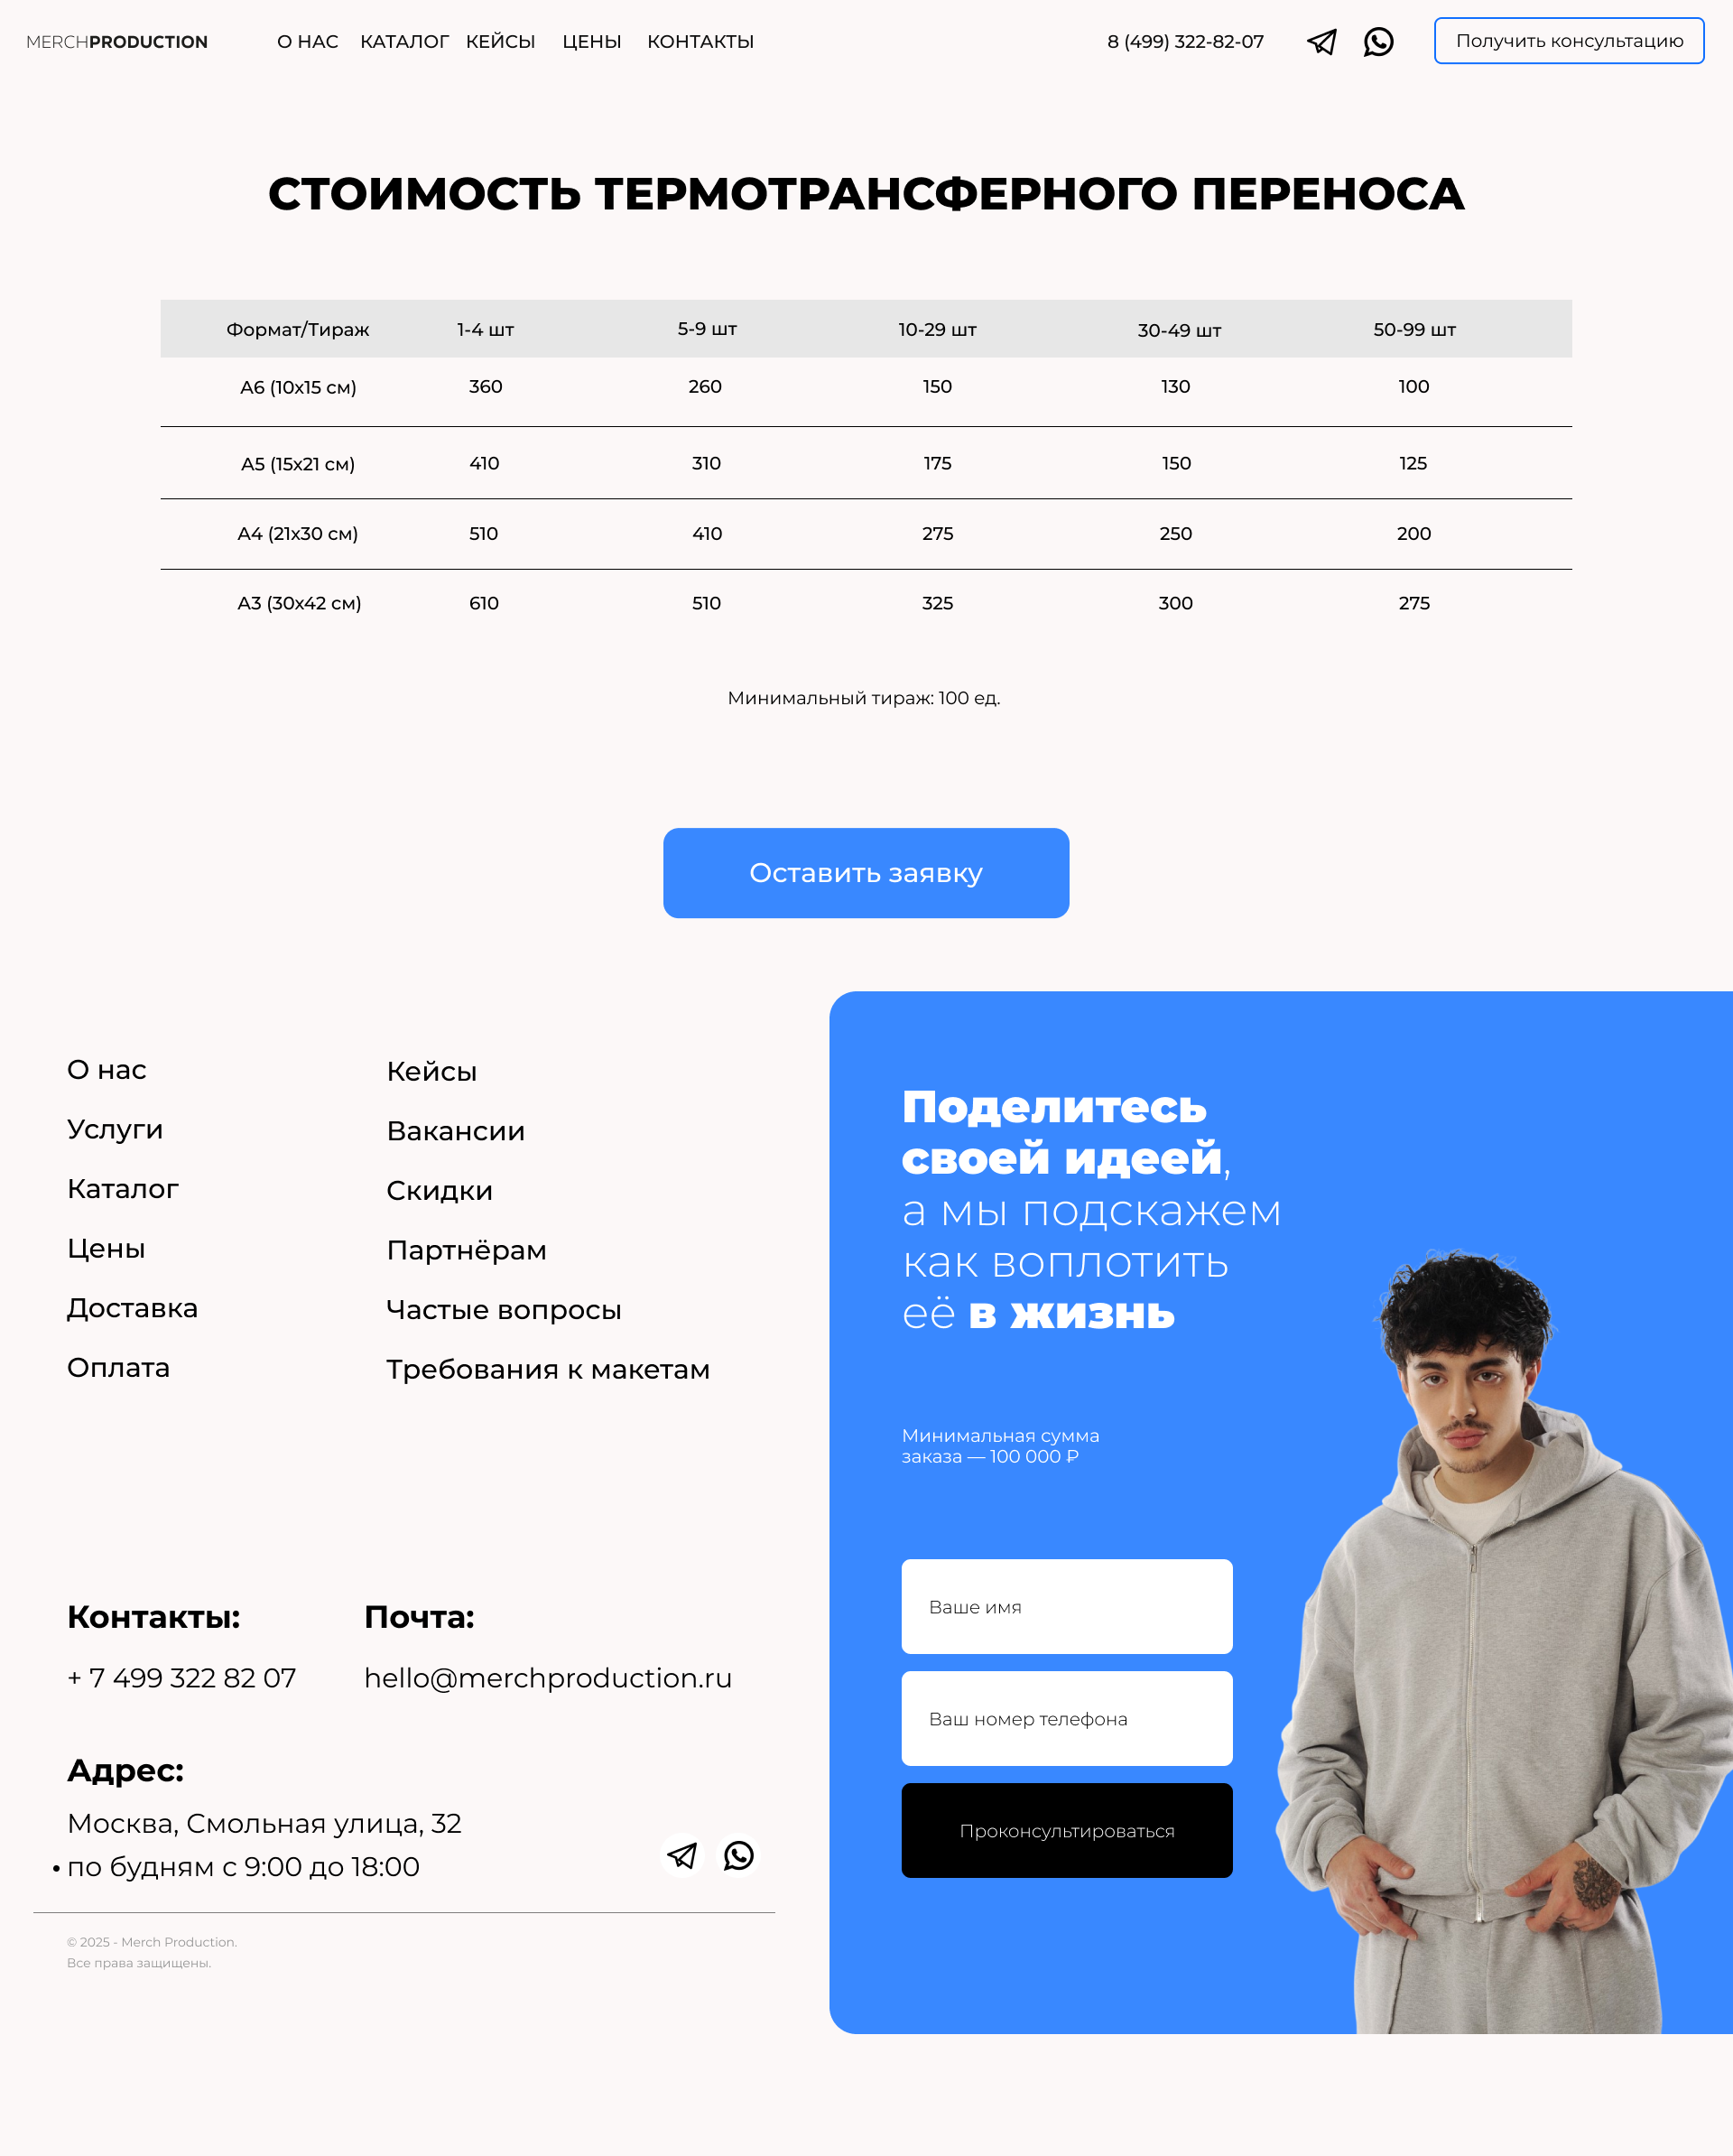 MERCHPRODUCTION
О НАС КАТАЛОГ КЕЙСЫ ЦЕНЫ КОНТАКТЫ
8 (499) 322-82-07
Получить консультацию
СТОИМОСТЬ ТЕРМОТРАНСФЕРНОГО ПЕРЕНОСА
Формат/Тираж 1-4 шт 5-9 шт 10-29 шт 30-49 шт 50-99 шт
А6 (10х15 см) 360 260 150 130 100
А5 (15х21 см) 410 310 175 150 125
А4 (21х30 см) 510 410 275 250 200
А3 (30х42 см) 610 510 325 300 275
Минимальный тираж: 100 ед.
Оставить заявку
О нас
Услуги
Каталог
Цены
Доставка
Оплата
Кейсы
Вакансии
Скидки
Партнёрам
Частые вопросы
Требования к макетам
Контакты:
+ 7 499 322 82 07
Почта:
hello@merchproduction.ru
Адрес:
Москва, Смольная улица, 32
• по будням с 9:00 до 18:00
© 2025 - Merch Production.
Все права защищены.
Поделитесь
своей идеей,
а мы подскажем
как воплотить
её в жизнь
Минимальная сумма
заказа — 100 000 ₽
Ваше имя
Ваш номер телефона
Проконсультироваться